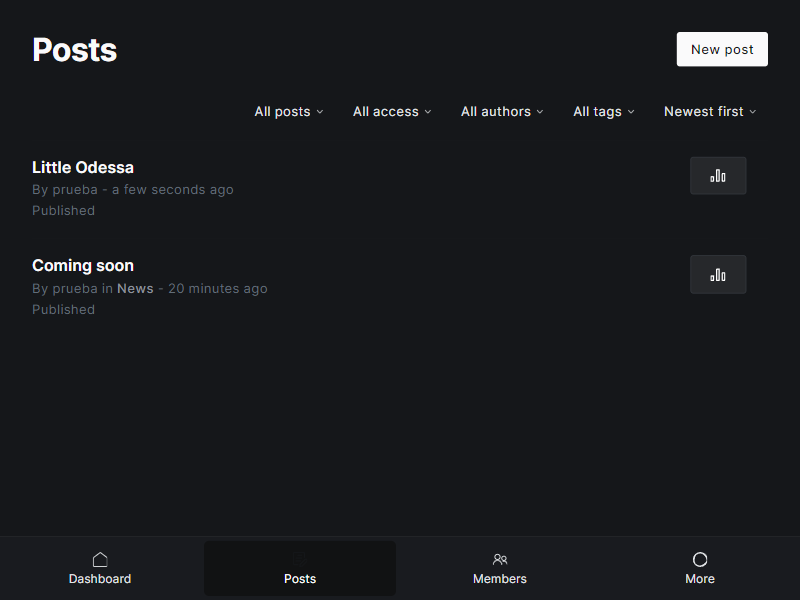 Posts
New post
All posts
All access
All authors
All tags
Newest first
Little Odessa
By prueba - a few seconds ago
Published
Coming soon
By prueba in News - 20 minutes ago
Published
Dashboard
Posts
Members
More